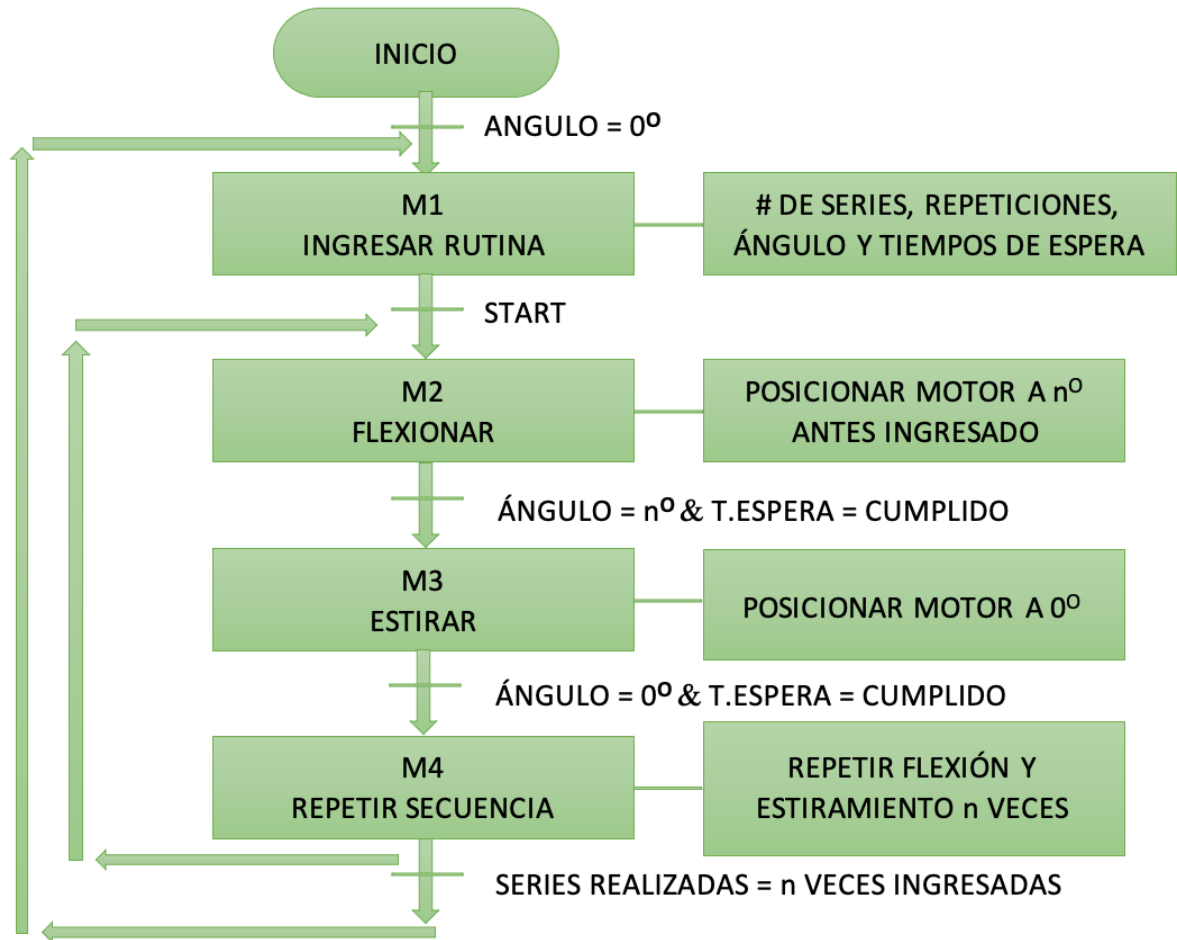 INICIO
ANGULO = 0º
M1
INGRESAR RUTINA
# DE SERIES, REPETICIONES,
ÁNGULO Y TIEMPOS DE ESPERA
START
M2
FLEXIONAR
POSICIONAR MOTOR A nº
ANTES INGRESADO
ÁNGULO = nº & T.ESPERA = CUMPLIDO
M3
ESTIRAR
POSICIONAR MOTOR A 0º
ÁNGULO = 0º & T.ESPERA = CUMPLIDO
M4
REPETIR SECUENCIA
REPETIR FLEXIÓN Y
ESTIRAMIENTO n VECES
SERIES REALIZADAS = n VECES INGRESADAS